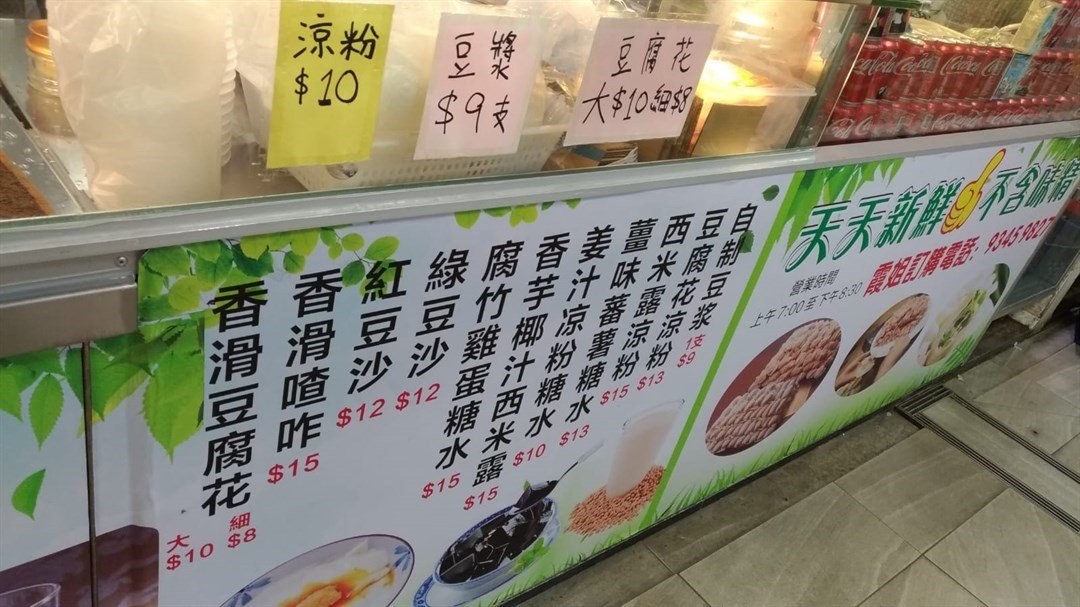 涼粉
$10
豆漿
$9支
豆腐花
大$10細$8
Coca-Cola
香滑豆腐花
大
$10
細
$8
香滑喳咋
$15
紅豆沙
$12
綠豆沙
$12
腐竹雞蛋糖水
$15
香芋椰汁西米露
$15
姜汁凉粉糖水
$10
薑味蕃薯糖水
$13
西米露涼粉
$15
豆腐花涼粉
$13
自制豆浆
1支
$9
天天新鮮 不含味精
霞姐訂購電話:
營業時間
上午7:00至下午8:30